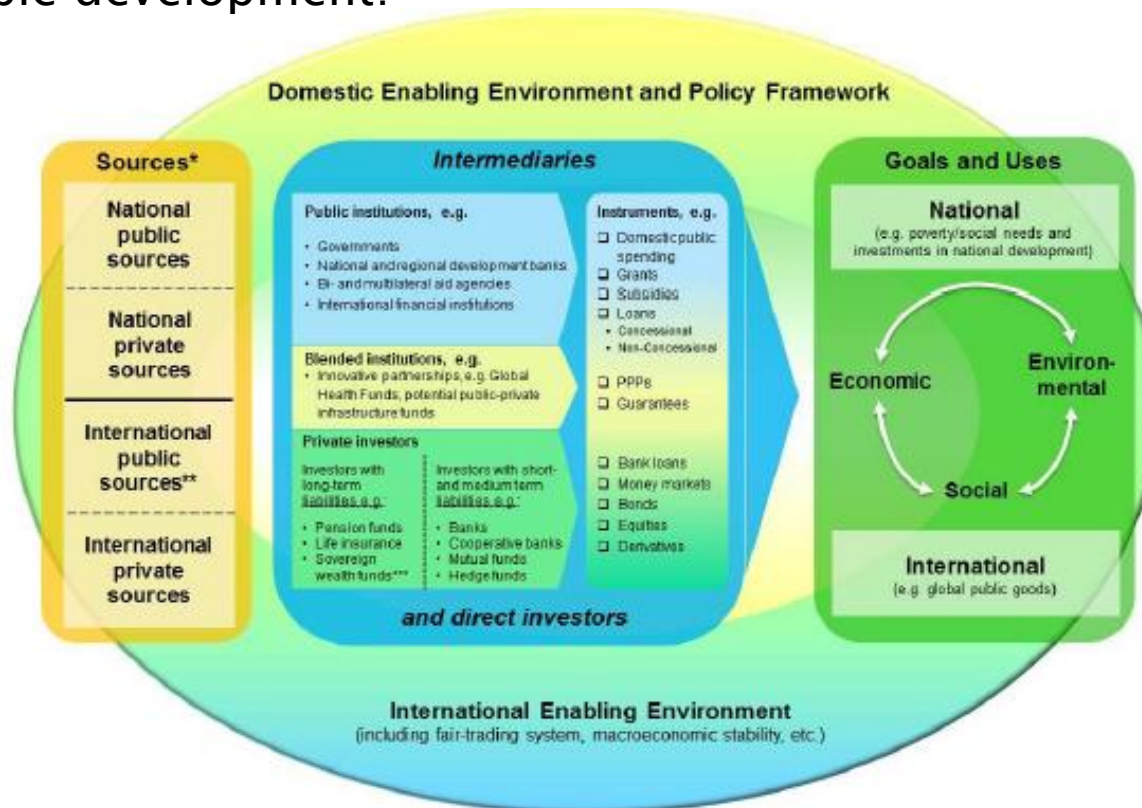 ble development.
Domestic Enabling Environment and Policy Framework
Sources*
National
public
sources
National
private
sources
International
public
sources**
International
private
sources
Intermediaries
Public institutions, e.g.
• Governments
• National and regional development banks
• Bi- and multilateral aid agencies
• International financial institutions
Blended institutions, e.g.
• Innovative partnerships, e.g. Global
Health Funds, potential public-private
infrastructure funds
Private investors
Investors with
long-term
liabilities e.g.:
• Pension funds
• Life insurance
• Sovereign
wealth funds***
Investors with short-
and medium term
liabilities e.g.:
• Banks
• Cooperative banks
• Mutual funds
• Hedge funds
Instruments, e.g.
❑ Domestic public
spending
❑ Grants
❑ Subsidies
❑ Loans
• Concessional
• Non-Concessional
❑ PPPs
❑ Guarantees
❑ Bank loans
❑ Money markets
❑ Bonds
❑ Equities
❑ Derivatives
and direct investors
Goals and Uses
National
(e.g. poverty/social needs and
investments in national development)
Economic
Environ-
mental
Social
International
(e.g. global public goods)
International Enabling Environment
(including fair-trading system, macroeconomic stability, etc.)